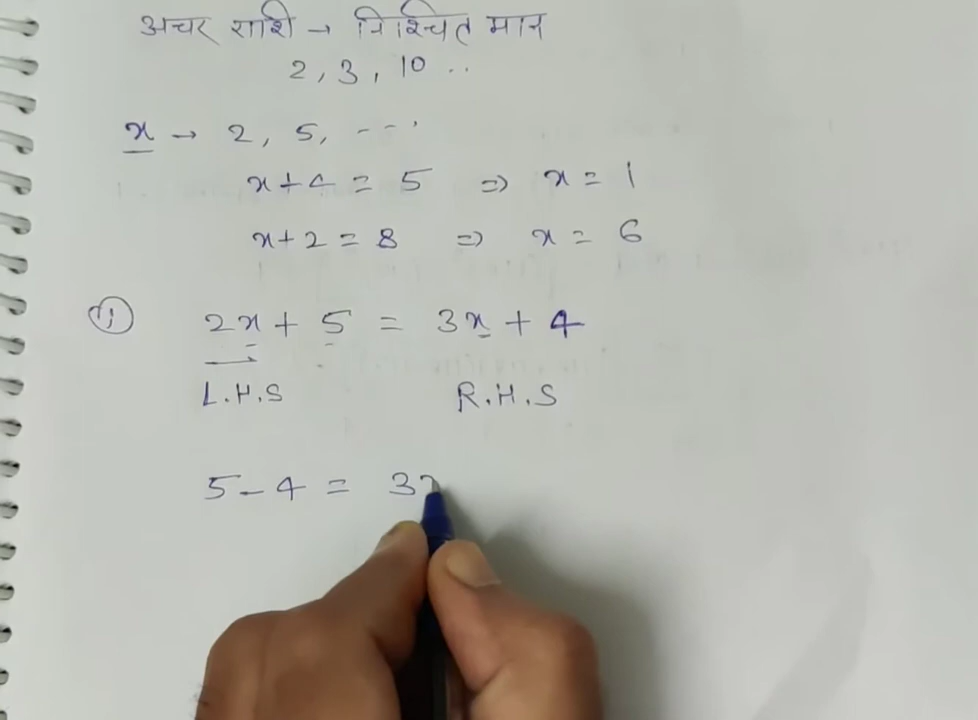 अचर राशि → निश्चित मान
2, 3, 10 ..
x → 2, 5, ---
x + 4 = 5 ⇒ x = 1
x + 2 = 8 ⇒ x = 6
(1) 2x + 5 = 3x + 4
L.H.S R.H.S
5 - 4 = 3x